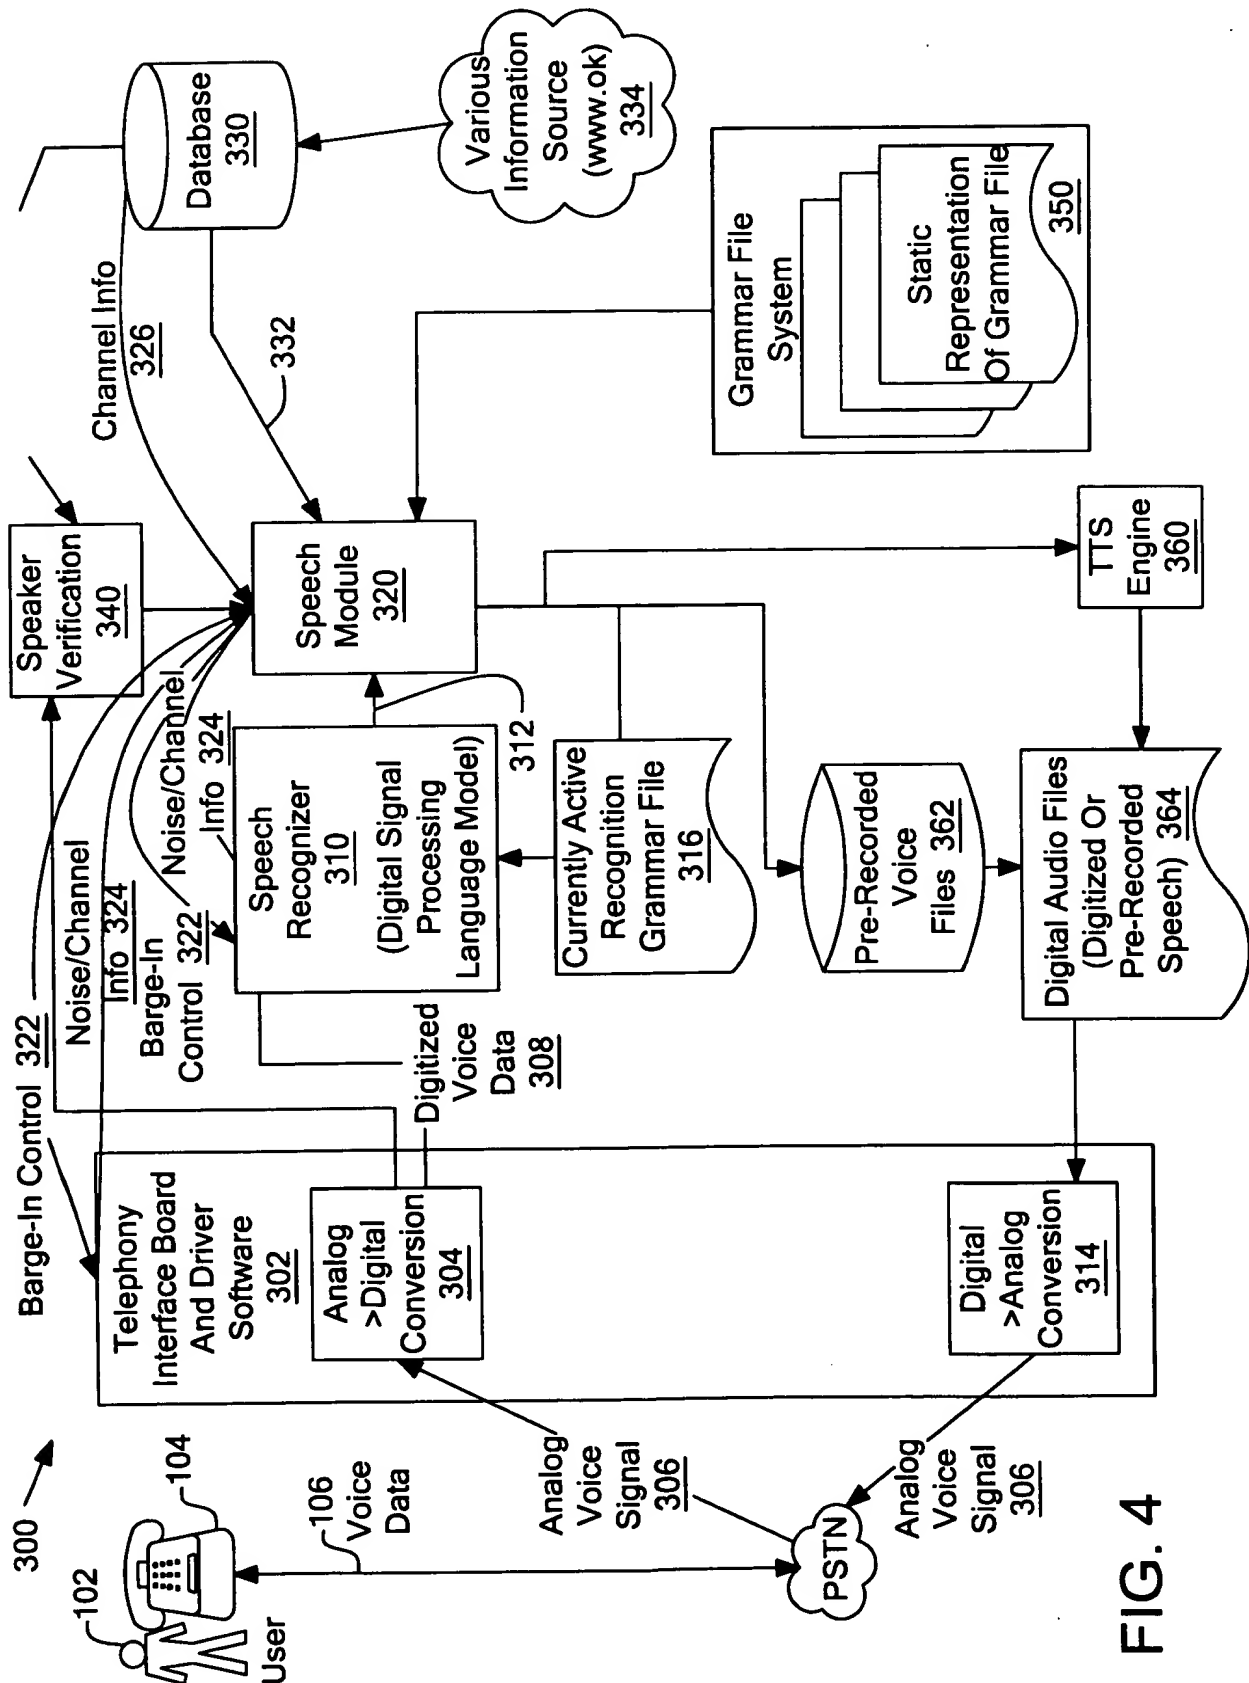 300
102
104
User
106
Voice
Data
PSTN
Analog
Voice
Signal
306
Analog
Voice
Signal
306
Barge-In Control 322
Telephony
Interface Board
And Driver
Software
302
Analog
>Digital
Conversion
304
Digital
>Analog
Conversion
314
Noise/Channel
Info 324
Barge-In
Control 322
Noise/Channel
Info 324
Digitized
Voice
Data
308
Speech
Recognizer
310
(Digital Signal
Processing
Language Model)
312
Currently Active
Recognition
Grammar File
316
Pre-Recorded
Voice
Files 362
Digital Audio Files
(Digitized Or
Pre-Recorded
Speech) 364
Speaker
Verification
340
Speech
Module
320
TTS
Engine
360
Channel Info
326
332
Database
330
Various
Information
Source
(www.ok)
334
Grammar File
System
Static
Representation
Of Grammar File
350
FIG. 4